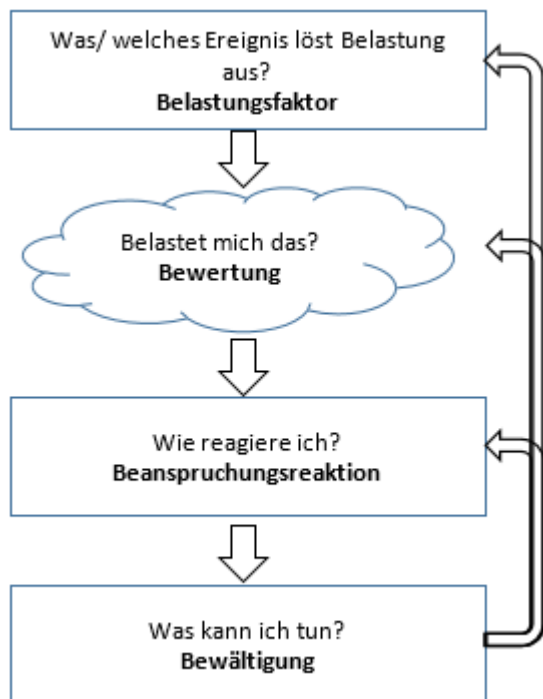 Was/ welches Ereignis löst Belastung
aus?
Belastungsfaktor
Belastet mich das?
Bewertung
Wie reagiere ich?
Beanspruchungsreaktion
Was kann ich tun?
Bewältigung